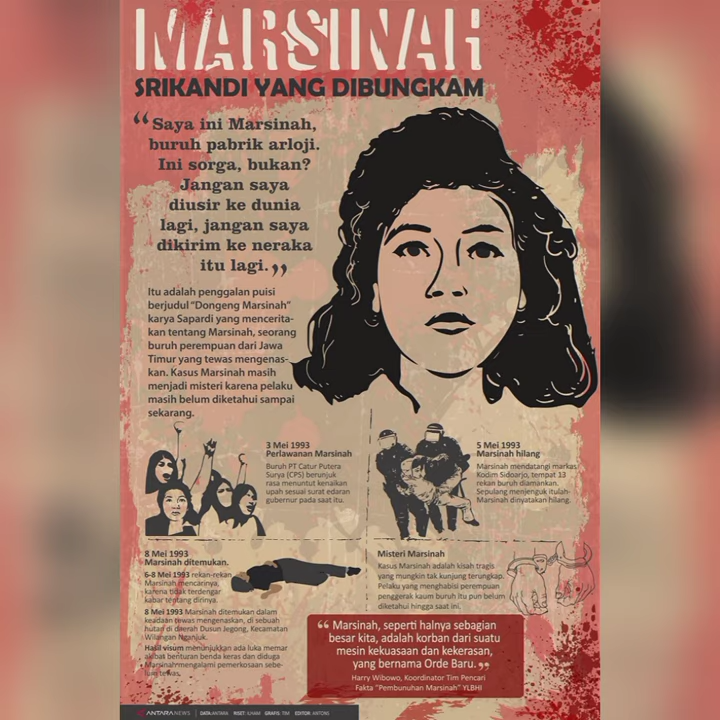 MARSINAH
SRIKANDI YANG DIBUNGKAM
“Saya ini Marsinah,
buruh pabrik arloji.
Ini sorga, bukan?
Jangan saya
diusir ke dunia
lagi, jangan saya
dikirim ke neraka
itu lagi.”
Itu adalah penggalan puisi
berjudul “Dongeng Marsinah”
karya Sapardi yang mencerita-
kan tentang Marsinah, seorang
buruh perempuan dari Jawa
Timur yang tewas mengenas-
kan. Kasus Marsinah masih
menjadi misteri karena pelaku
masih belum diketahui sampai
sekarang.
3 Mei 1993
Perlawanan Marsinah
Buruh PT Catur Putera
Surya (CPS) berunjuk
rasa menuntut kenaikan
upah sesuai surat edaran
gubernur pada saat itu.
5 Mei 1993
Marsinah hilang
Marsinah mendatangi markas
Kodim Sidoarjo, tempat 13
rekan buruh diamankan.
Sepulang menjenguk itulah
Marsinah dinyatakan hilang.
8 Mei 1993
Marsinah ditemukan.
6-8 Mei 1993 rekan-rekan
Marsinah mencarinya,
karena tidak terdengar
kabar tentang dirinya.
8 Mei 1993 Marsinah ditemukan dalam
keadaan tewas mengenaskan, di sebuah
hutan di daerah Dusun Jegong, Kecamatan
Wilangan Nganjuk.
Hasil visum menunjukkan ada luka memar
akibat benturan benda keras dan diduga
Marsinah mengalami pemerkosaan sebe-
lum tewas.
Misteri Marsinah
Kasus Marsinah adalah kisah tragis
yang mungkin tak kunjung terungkap.
Pelaku yang menghabisi perempuan
penggerak kaum buruh itu pun belum
diketahui hingga saat ini.
“Marsinah, seperti halnya sebagian
besar kita, adalah korban dari suatu
mesin kekuasaan dan kekerasan,
yang bernama Orde Baru.”
Harry Wibowo, Koordinator Tim Pencari
Fakta “Pembunuhan Marsinah” YLBHI
ANTARANEWS DATA: ANTARA RISET: ILHAM GRAFIS: TIM EDITOR: ANTONS